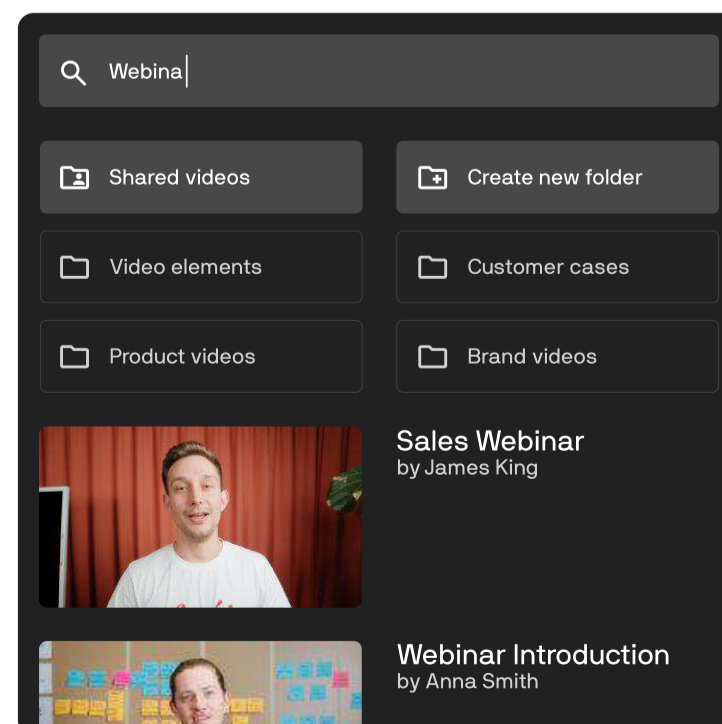 Webina
Shared videos
Create new folder
Video elements
Customer cases
Product videos
Brand videos
Sales Webinar
by James King
Webinar Introduction
by Anna Smith